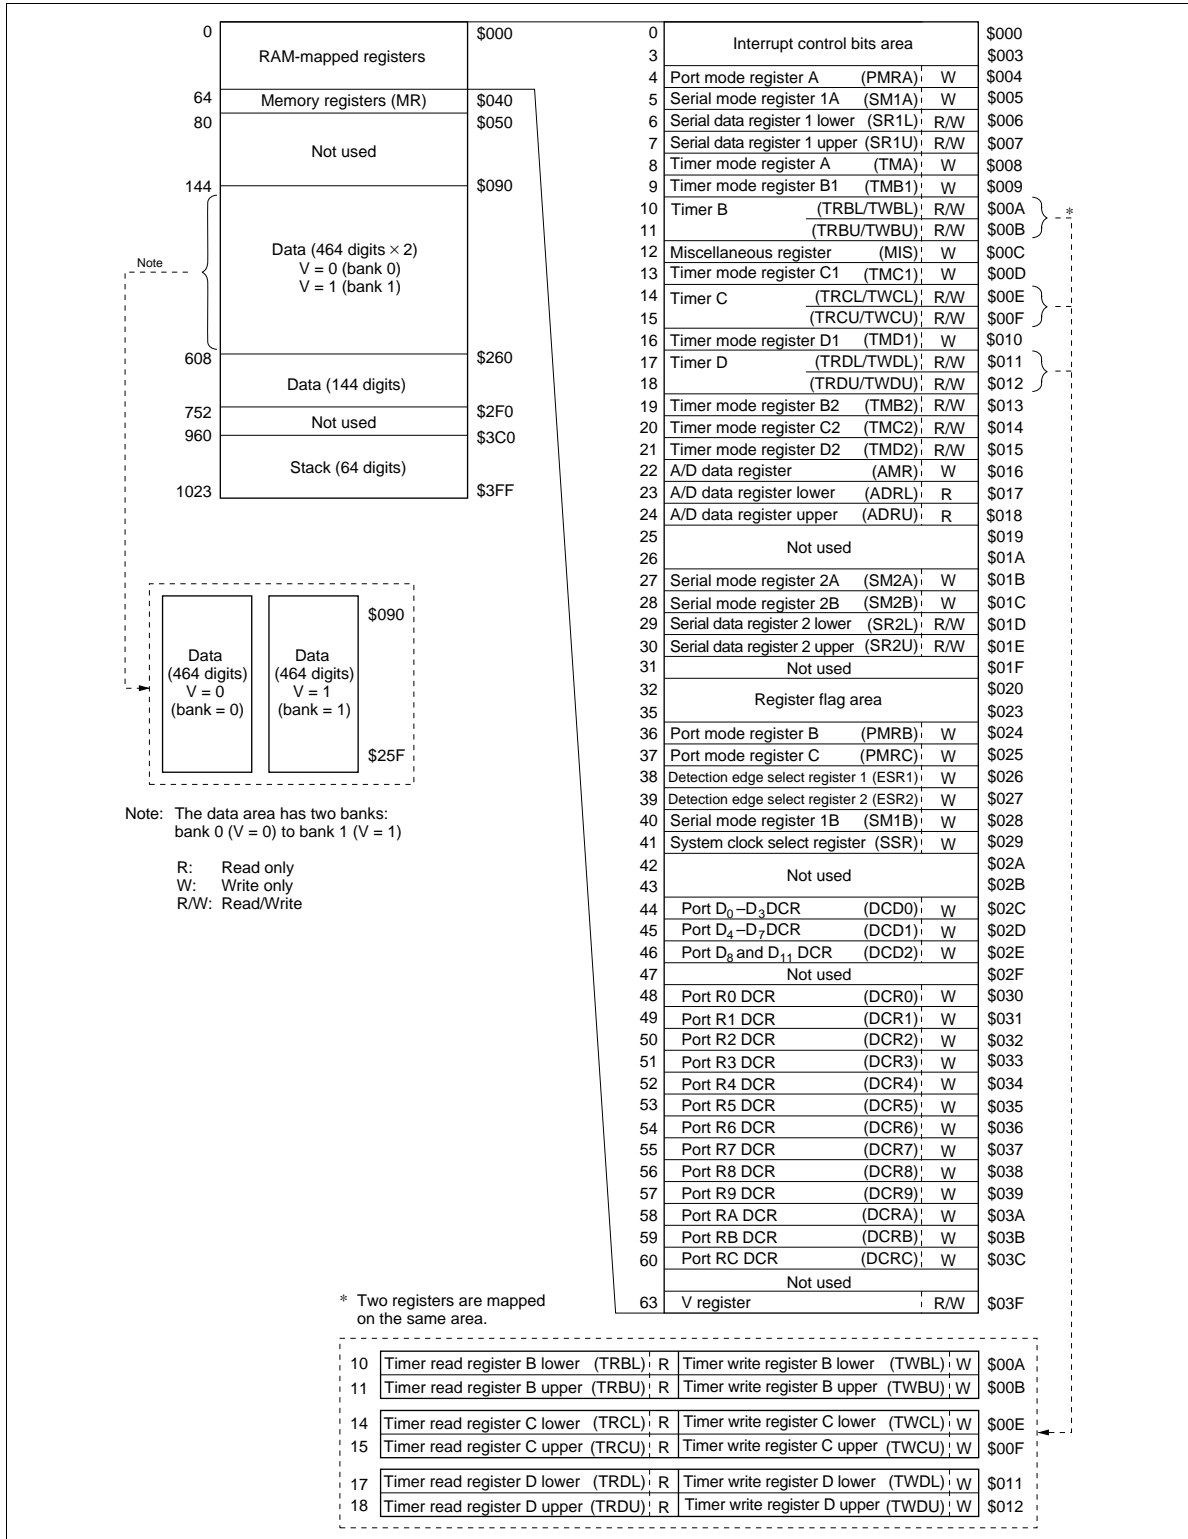 0 $000
RAM-mapped registers
64 Memory registers (MR) $040
80 $050
Not used
144 $090
Data (464 digits × 2)
V = 0 (bank 0)
V = 1 (bank 1)
Note
608 $260
Data (144 digits)
752 $2F0
Not used
960 $3C0
Stack (64 digits)
1023 $3FF
Data
(464 digits)
V = 0
(bank = 0)
Data
(464 digits)
V = 1
(bank = 1)
$090
$25F
Note: The data area has two banks:
bank 0 (V = 0) to bank 1 (V = 1)
R: Read only
W: Write only
R/W: Read/Write
0 $000
Interrupt control bits area
3 $003
4 Port mode register A (PMRA) W $004
5 Serial mode register 1A (SM1A) W $005
6 Serial data register 1 lower (SR1L) R/W $006
7 Serial data register 1 upper (SR1U) R/W $007
8 Timer mode register A (TMA) W $008
9 Timer mode register B1 (TMB1) W $009
10 Timer B (TRBL/TWBL) R/W $00A
11 (TRBU/TWBU) R/W $00B
*
12 Miscellaneous register (MIS) W $00C
13 Timer mode register C1 (TMC1) W $00D
14 Timer C (TRCL/TWCL) R/W $00E
15 (TRCU/TWCU) R/W $00F
16 Timer mode register D1 (TMD1) W $010
17 Timer D (TRDL/TWDL) R/W $011
18 (TRDU/TWDU) R/W $012
19 Timer mode register B2 (TMB2) R/W $013
20 Timer mode register C2 (TMC2) R/W $014
21 Timer mode register D2 (TMD2) R/W $015
22 A/D data register (AMR) W $016
23 A/D data register lower (ADRL) R $017
24 A/D data register upper (ADRU) R $018
25 $019
Not used
26 $01A
27 Serial mode register 2A (SM2A) W $01B
28 Serial mode register 2B (SM2B) W $01C
29 Serial data register 2 lower (SR2L) R/W $01D
30 Serial data register 2 upper (SR2U) R/W $01E
31 Not used $01F
32 $020
Register flag area
35 $023
36 Port mode register B (PMRB) W $024
37 Port mode register C (PMRC) W $025
38 Detection edge select register 1 (ESR1) W $026
39 Detection edge select register 2 (ESR2) W $027
40 Serial mode register 1B (SM1B) W $028
41 System clock select register (SSR) W $029
42 $02A
Not used
43 $02B
44 Port D0–D3DCR (DCD0) W $02C
45 Port D4–D7DCR (DCD1) W $02D
46 Port D8 and D11 DCR (DCD2) W $02E
47 Not used $02F
48 Port R0 DCR (DCR0) W $030
49 Port R1 DCR (DCR1) W $031
50 Port R2 DCR (DCR2) W $032
51 Port R3 DCR (DCR3) W $033
52 Port R4 DCR (DCR4) W $034
53 Port R5 DCR (DCR5) W $035
54 Port R6 DCR (DCR6) W $036
55 Port R7 DCR (DCR7) W $037
56 Port R8 DCR (DCR8) W $038
57 Port R9 DCR (DCR9) W $039
58 Port RA DCR (DCRA) W $03A
59 Port RB DCR (DCRB) W $03B
60 Port RC DCR (DCRC) W $03C
Not used
63 V register R/W $03F
* Two registers are mapped
on the same area.
10 Timer read register B lower (TRBL) R Timer write register B lower (TWBL) W $00A
11 Timer read register B upper (TRBU) R Timer write register B upper (TWBU) W $00B
14 Timer read register C lower (TRCL) R Timer write register C lower (TWCL) W $00E
15 Timer read register C upper (TRCU) R Timer write register C upper (TWCU) W $00F
17 Timer read register D lower (TRDL) R Timer write register D lower (TWDL) W $011
18 Timer read register D upper (TRDU) R Timer write register D upper (TWDU) W $012